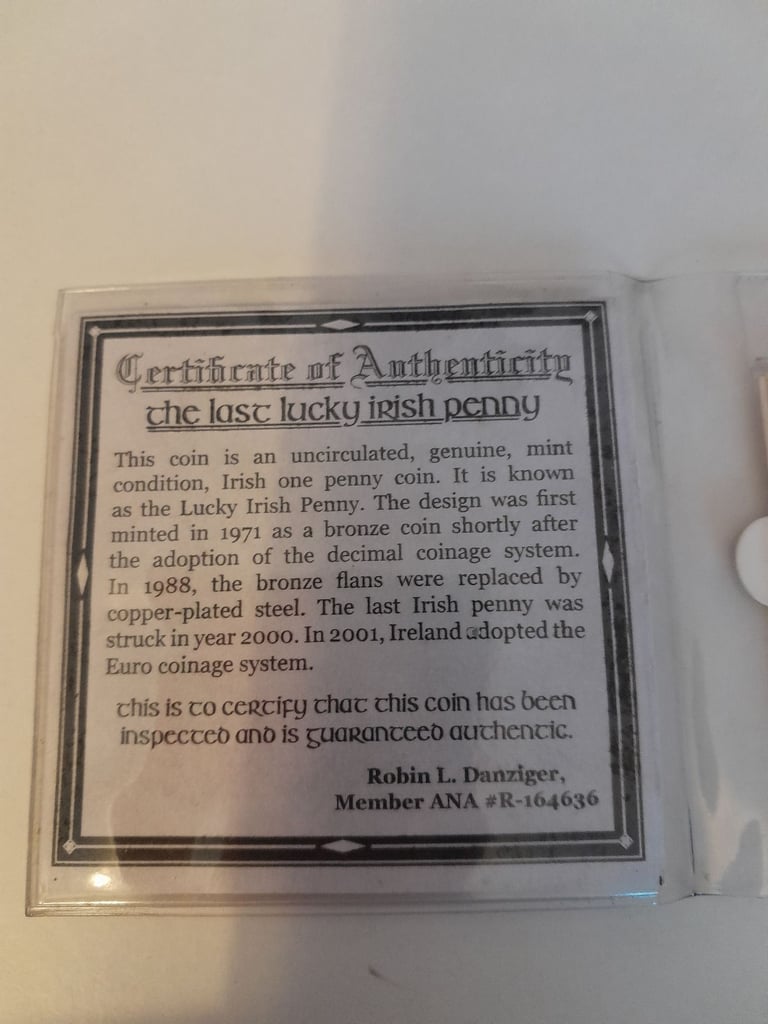 Certificate of Authenticity
the last lucky irish penny
This coin is an uncirculated, genuine, mint
condition, Irish one penny coin. It is known
as the Lucky Irish Penny. The design was first
minted in 1971 as a bronze coin shortly after
the adoption of the decimal coinage system.
In 1988, the bronze flans were replaced by
copper-plated steel. The last Irish penny was
struck in year 2000. In 2001, Ireland adopted the
Euro coinage system.
this is to certify that this coin has been
inspected and is guaranteed authentic.
Robin L. Danziger,
Member ANA #R-164636